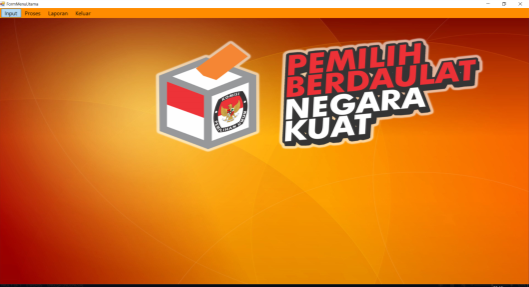 FormMenuUtama
Input Proses Laporan Keluar
PEMILIH
BERDAULAT
NEGARA
KUAT